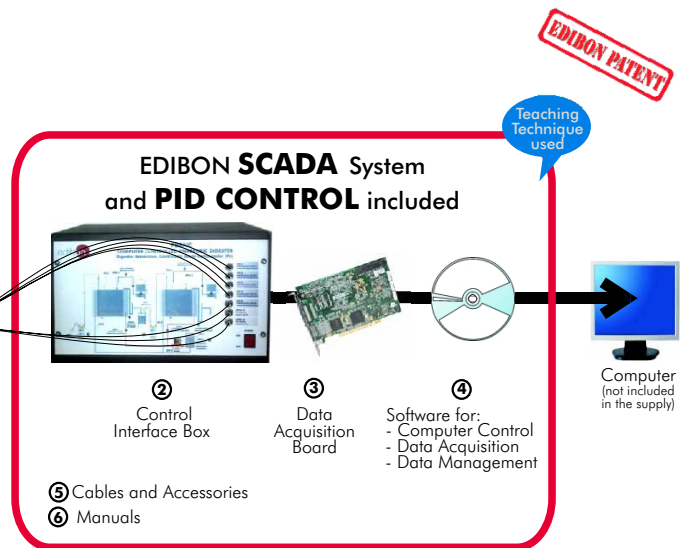 EDIBON PATENT
Teaching
Technique
used
EDIBON SCADA System
and PID CONTROL included
② 
Control
Interface Box
③
Data
Acquisition
Board
④
Software for:
- Computer Control
- Data Acquisition
- Data Management
Computer
(not included
in the supply)
⑤ Cables and Accessories
⑥ Manuals